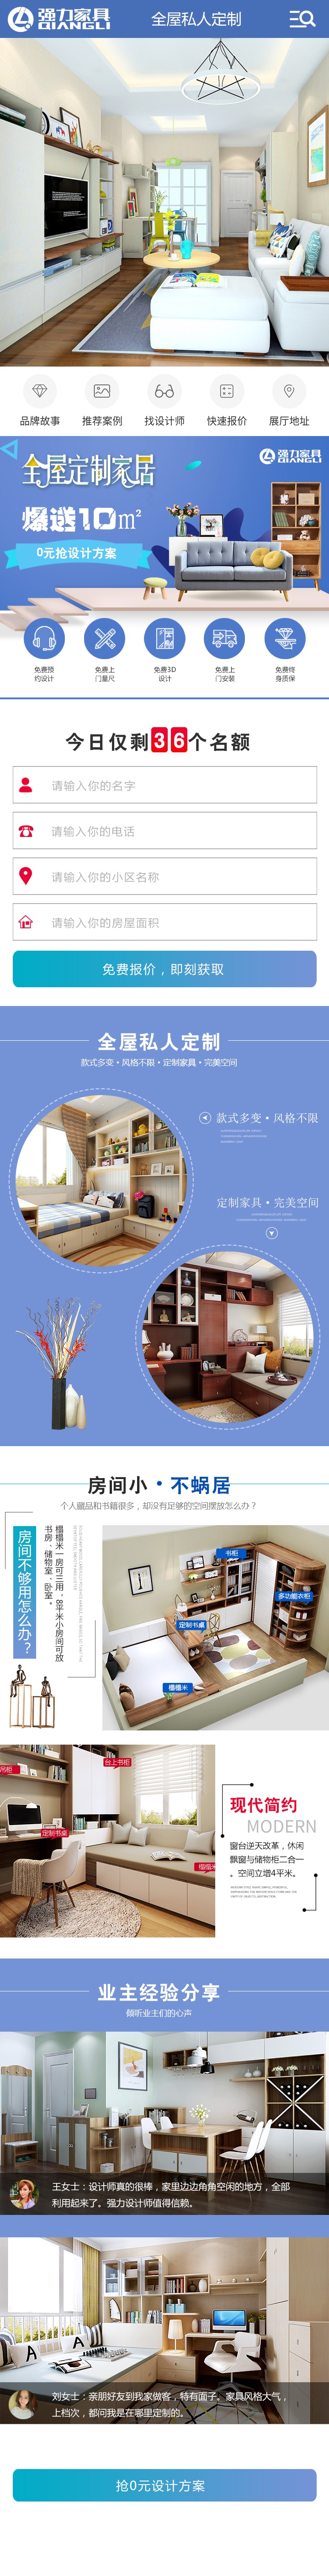 强力家具
QIANGLI
全屋私人定制
品牌故事
推荐案例
找设计师
快速报价
展厅地址
强力家具
QIANGLI
全屋定制家居
爆送10m²
0元抢设计方案
免费预
约设计
免费上
门量尺
免费3D
设计
免费上
门安装
免费终
身质保
今日仅剩36个名额
请输入你的名字
请输入你的电话
请输入你的小区名称
请输入你的房屋面积
免费报价，即刻获取
全屋私人定制
款式多变·风格不限·定制家具·完美空间
款式多变·风格不限
定制家具·完美空间
房间小·不蜗居
个人藏品和书籍很多，却没有足够的空间摆放怎么办？
房间不够用怎么办？
榻榻米一房可三用，8平米小房间可放
书房、储物室、卧室。
书柜
多功能衣柜
定制书桌
榻榻米
吊柜
台上书柜
定制书桌
榻榻米
现代简约
MODERN
窗台逆天改革，休闲
飘窗与储物柜二合一
。空间立增4平米。
业主经验分享
倾听业主们的心声
王女士：设计师真的很棒，家里边边角角空闲的地方，全部
利用起来了。强力设计师值得信赖。
A
A
刘女士：亲朋好友到我家做客，特有面子。家具风格大气，
上档次，都问我是在哪里定制的。
抢0元设计方案